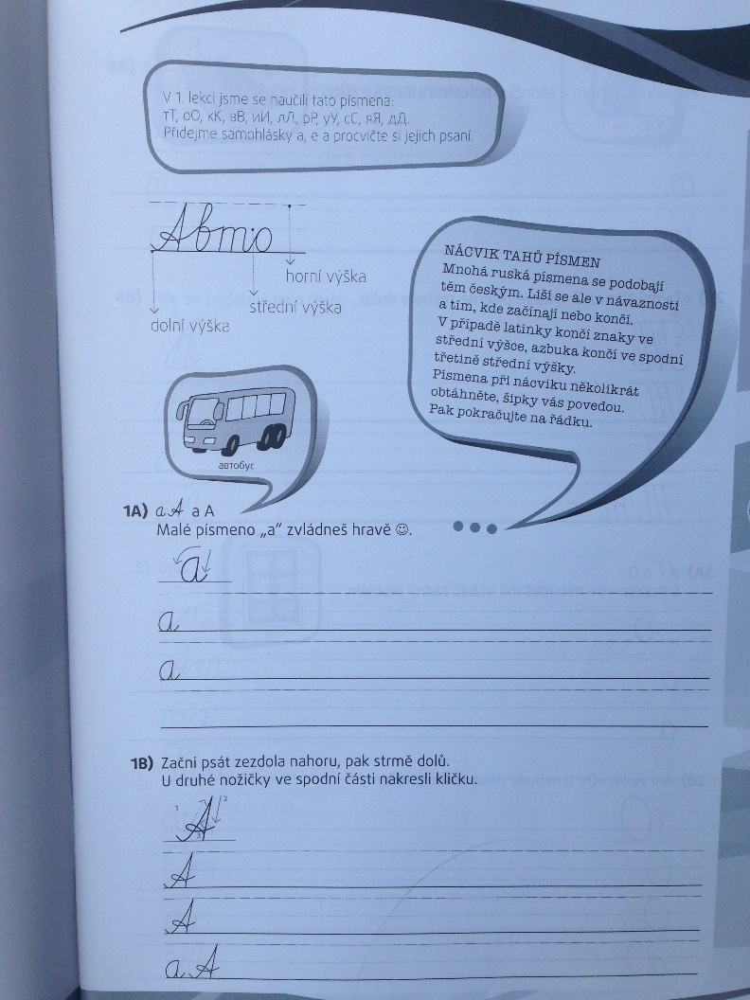 V 1. lekci jsme se naučili tato písmena:
тТ, оО, кК, вВ, иИ, лЛ, рР, уУ, сС, яЯ, дД.
Přidejme samohlásky a, e a procvičte si jejich psaní.
Автю
horní výška
střední výška
dolní výška
NÁCVIK TAHŮ PÍSMEN
Mnohá ruská písmena se podobají
těm českým. Liší se ale v návaznosti
a tím, kde začínají nebo končí.
V případě latinky končí znaky ve
střední výšce, azbuka končí ve spodní
třetině střední výšky.
Písmena při nácviku několikrát
obtáhněte, šipky vás povedou.
Pak pokračujte na řádku.
автобус
1A) а А а А
Malé písmeno „a“ zvládneš hravě ☺.
а
а
а
1B) Začni psát zezdola nahoru, pak strmě dolů.
U druhé nožičky ve spodní části nakresli kličku.
1 А 2
3
А
А
а А